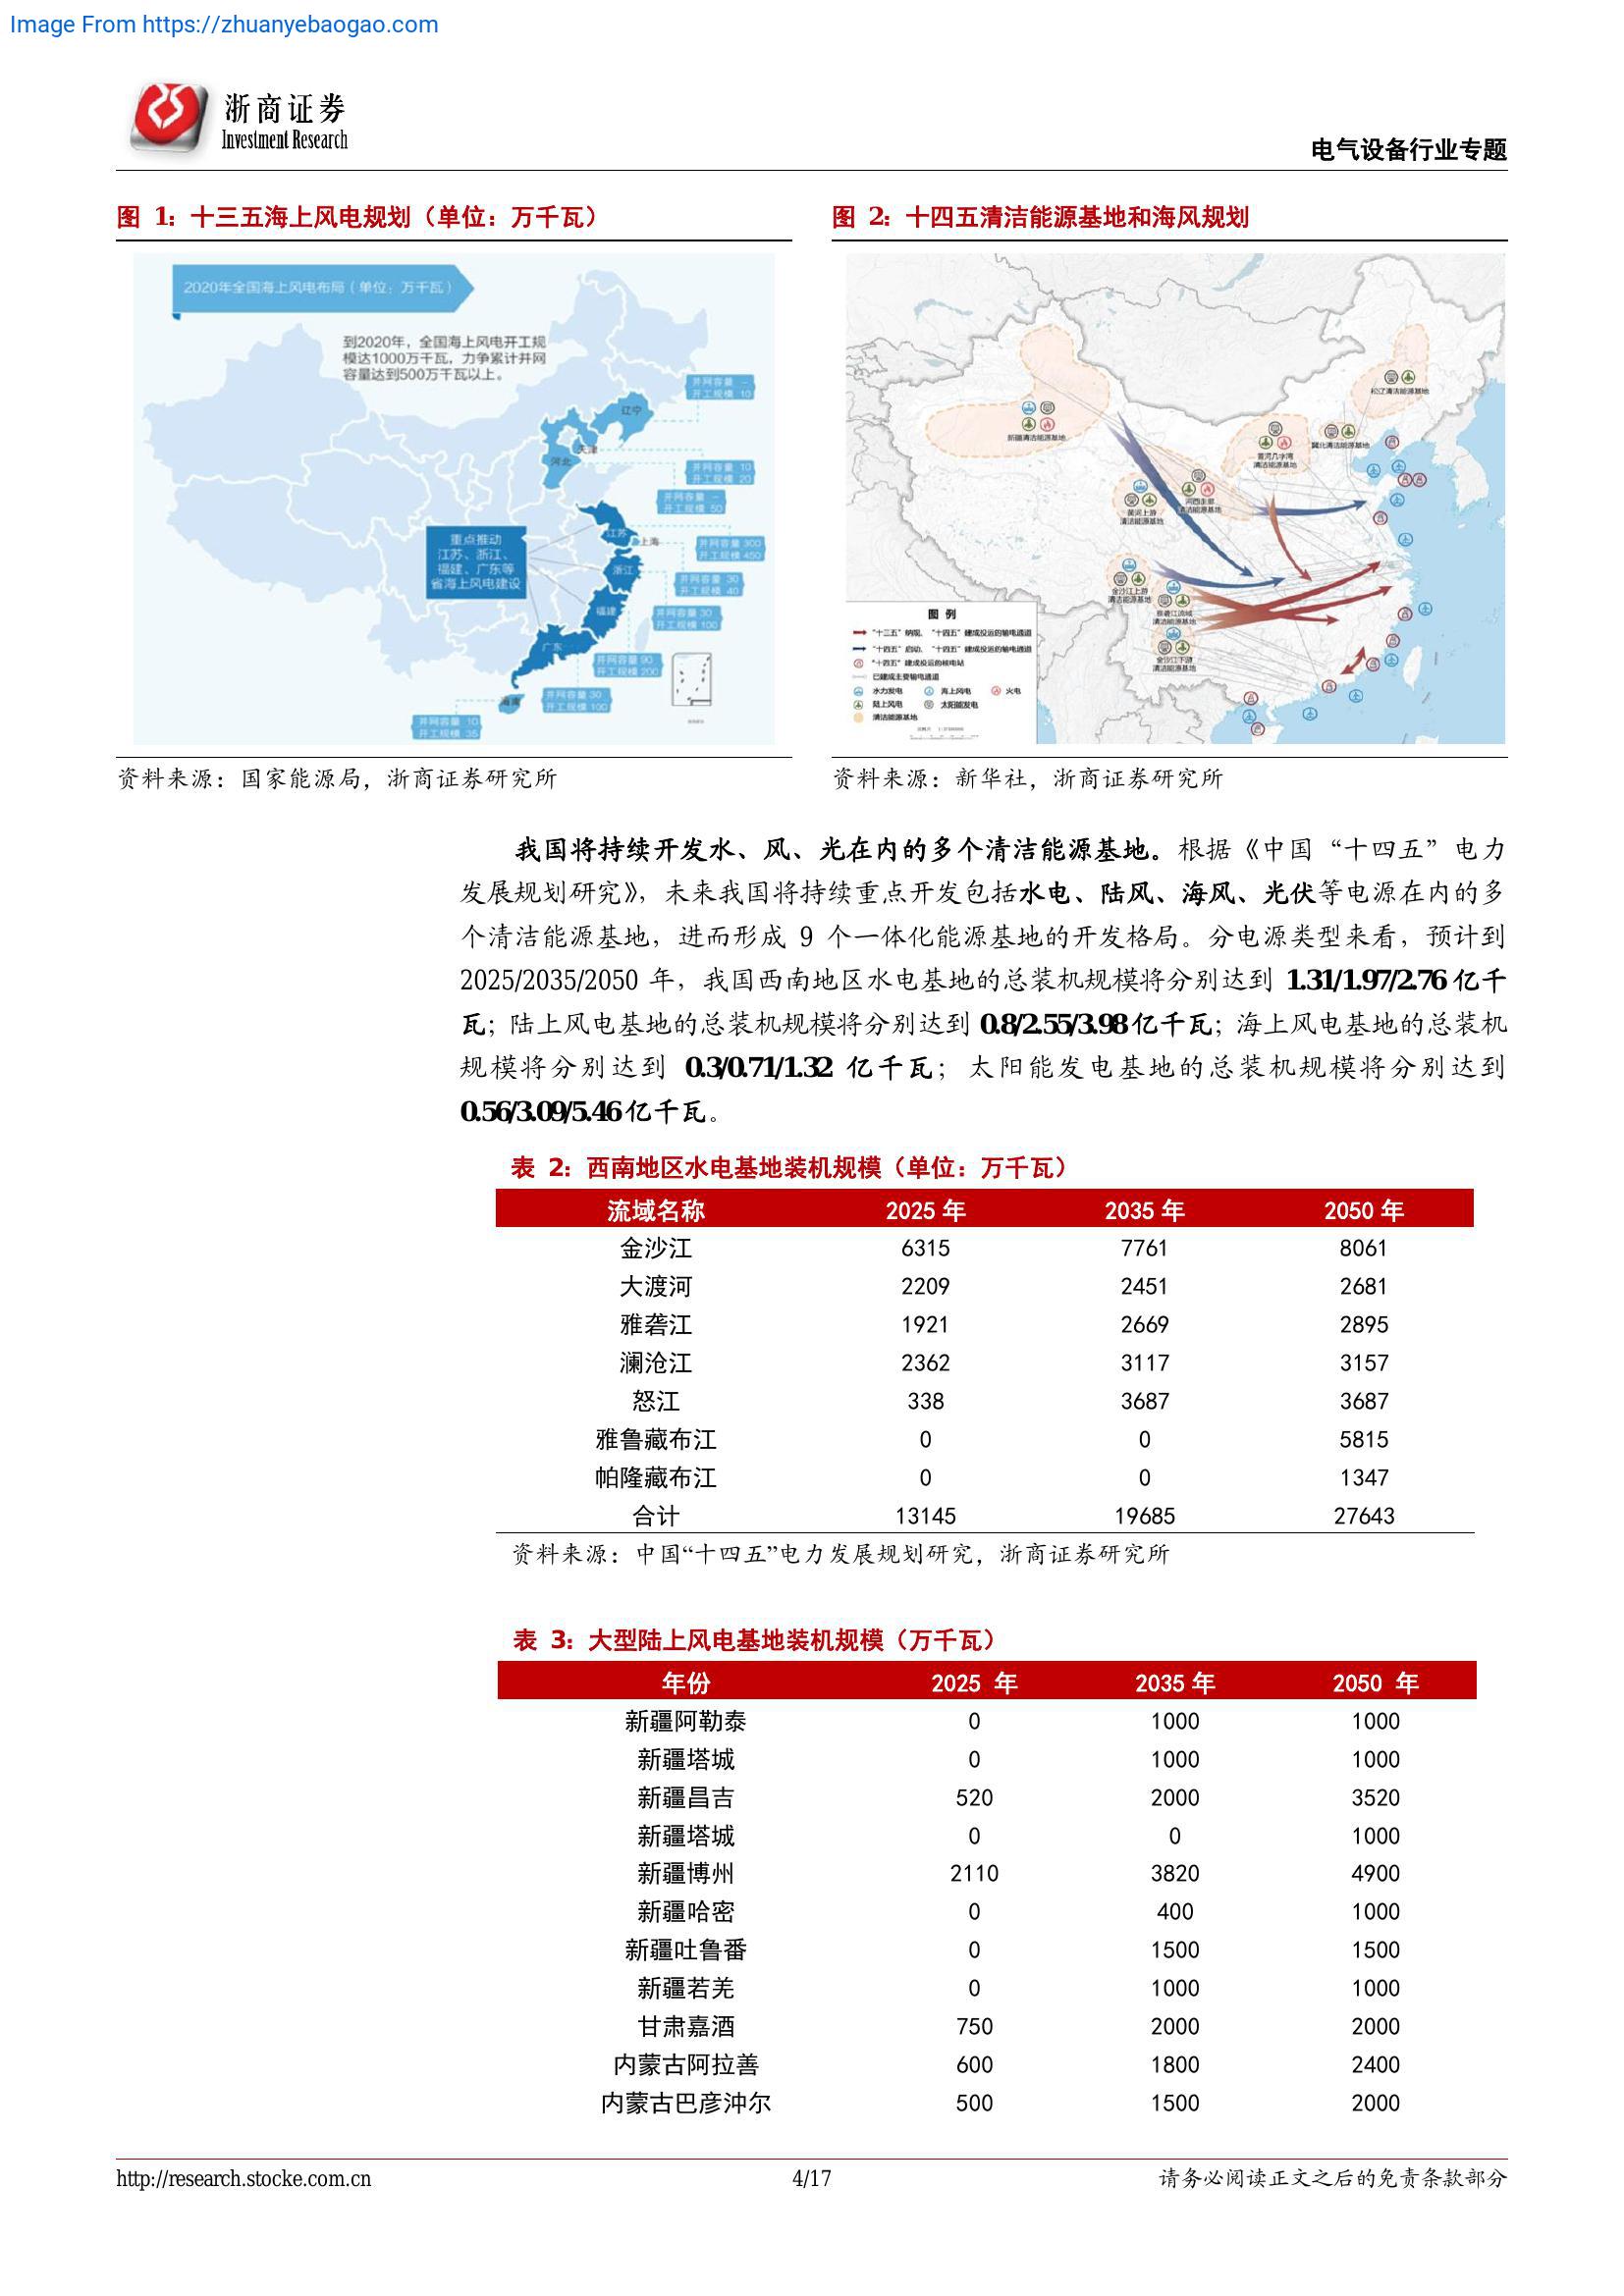 Image From https://zhuanyebaogao.com
浙商证券
Investment Research
电气设备行业专题
图 1：十三五海上风电规划（单位：万千瓦）
2020年全国海上风电布局（单位：万千瓦）
到2020年，全国海上风电开工规
模达1000万千瓦，力争累计并网
容量达到500万千瓦以上。
并网容量 -
开工规模 10
辽宁
天津
河北
并网容量 10
开工规模 20
并网容量 -
开工规模 50
江苏
上海
并网容量 300
开工规模 450
重点推动
江苏、浙江、
福建、广东等
省海上风电建设
浙江
并网容量 30
开工规模 40
福建
并网容量 30
开工规模 100
广东
并网容量 90
开工规模 200
海南
并网容量 30
开工规模 100
并网容量 10
开工规模 35
资料来源：国家能源局，浙商证券研究所
图 2：十四五清洁能源基地和海风规划
松辽清洁能源基地
新疆清洁能源基地
冀北清洁能源基地
黄河几字湾
清洁能源基地
河西走廊
清洁能源基地
黄河上游
清洁能源基地
金沙江上游
清洁能源基地
雅砻江流域
清洁能源基地
金沙江下游
清洁能源基地
图 例
“十三五”纳规、“十四五”建成投运的输电通道
“十四五”启动、“十四五”建成投运的输电通道
“十四五”建成投运的核电站
已建成主要输电通道
水力发电 海上风电 火电
陆上风电 太阳能发电
清洁能源基地
资料来源：新华社，浙商证券研究所
我国将持续开发水、风、光在内的多个清洁能源基地。根据《中国“十四五”电力
发展规划研究》，未来我国将持续重点开发包括水电、陆风、海风、光伏等电源在内的多
个清洁能源基地，进而形成 9 个一体化能源基地的开发格局。分电源类型来看，预计到
2025/2035/2050 年，我国西南地区水电基地的总装机规模将分别达到 1.31/1.97/2.76 亿千
瓦；陆上风电基地的总装机规模将分别达到 0.8/2.55/3.98 亿千瓦；海上风电基地的总装机
规模将分别达到 0.3/0.71/1.32 亿千瓦；太阳能发电基地的总装机规模将分别达到
0.56/3.09/5.46 亿千瓦。
表 2：西南地区水电基地装机规模（单位：万千瓦）
流域名称 2025 年 2035 年 2050 年
金沙江 6315 7761 8061
大渡河 2209 2451 2681
雅砻江 1921 2669 2895
澜沧江 2362 3117 3157
怒江 338 3687 3687
雅鲁藏布江 0 0 5815
帕隆藏布江 0 0 1347
合计 13145 19685 27643
资料来源：中国“十四五”电力发展规划研究，浙商证券研究所
表 3：大型陆上风电基地装机规模（万千瓦）
年份 2025 年 2035 年 2050 年
新疆阿勒泰 0 1000 1000
新疆塔城 0 1000 1000
新疆昌吉 520 2000 3520
新疆塔城 0 0 1000
新疆博州 2110 3820 4900
新疆哈密 0 400 1000
新疆吐鲁番 0 1500 1500
新疆若羌 0 1000 1000
甘肃嘉酒 750 2000 2000
内蒙古阿拉善 600 1800 2400
内蒙古巴彦淖尔 500 1500 2000
http://research.stocke.com.cn
4/17
请务必阅读正文之后的免责条款部分